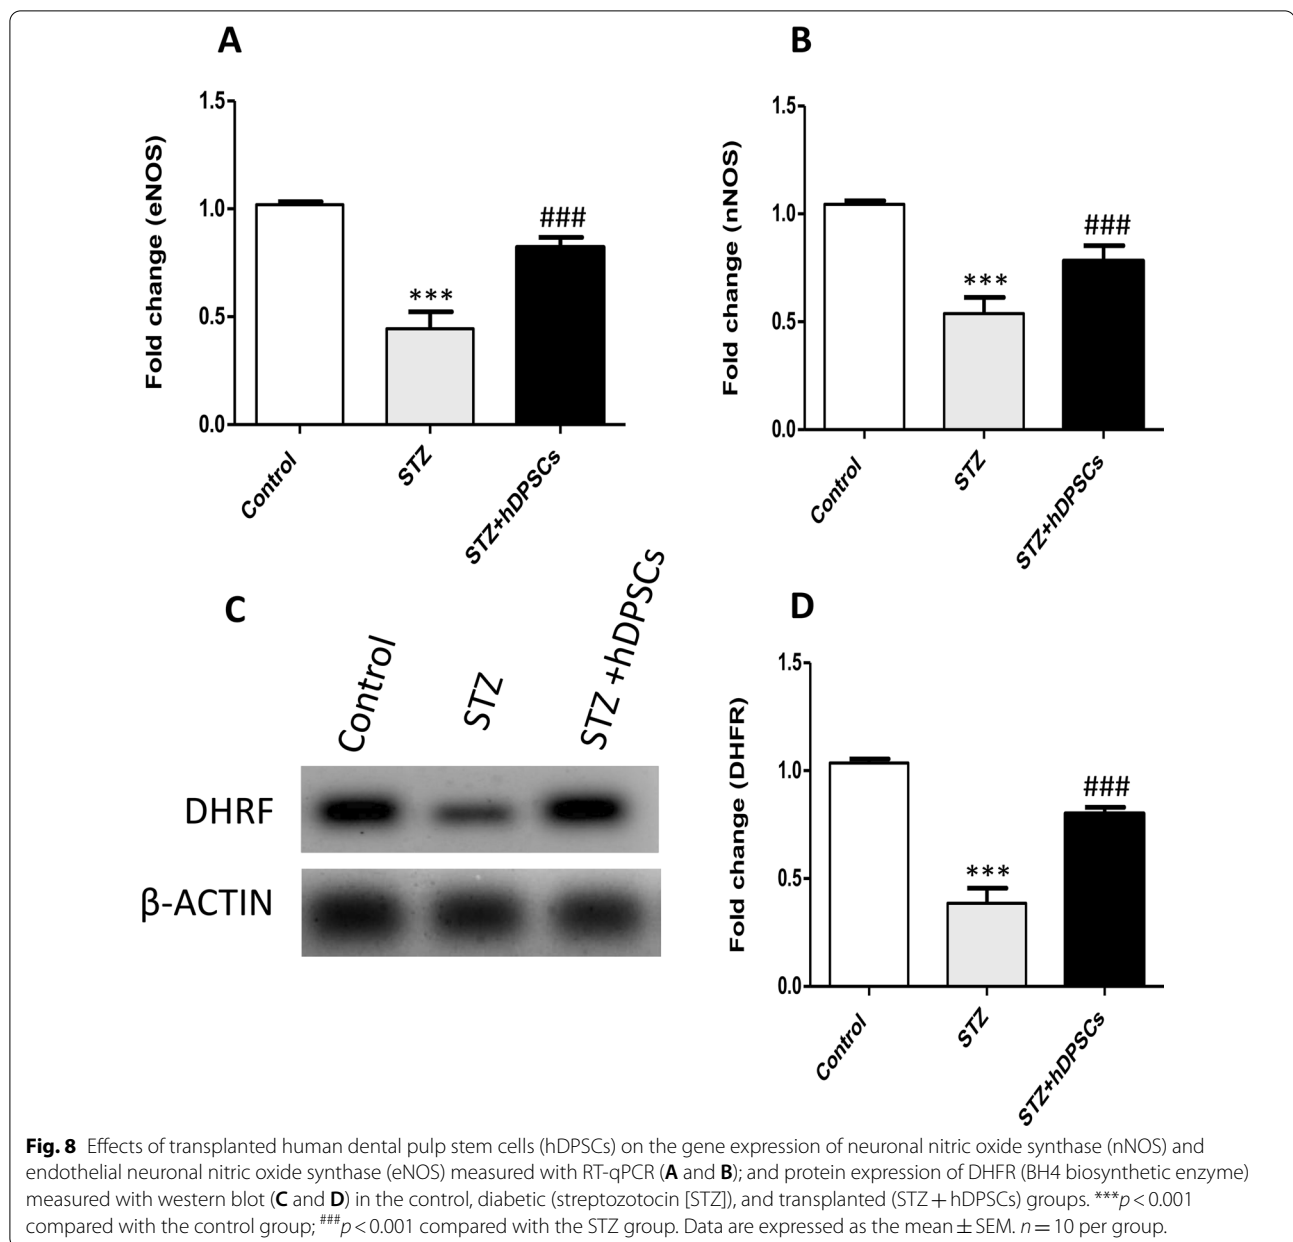 A
Fold change (eNOS)
1.5
1.0
0.5
0.0
***
###
Control
STZ
STZ+hDPSCs
B
Fold change (nNOS)
1.5
1.0
0.5
0.0
***
###
Control
STZ
STZ+hDPSCs
C
Control
STZ
STZ +hDPSCs
DHRF
β-ACTIN
D
Fold change (DHFR)
1.5
1.0
0.5
0.0
***
###
Control
STZ
STZ+hDPSCs
Fig. 8 Effects of transplanted human dental pulp stem cells (hDPSCs) on the gene expression of neuronal nitric oxide synthase (nNOS) and
endothelial neuronal nitric oxide synthase (eNOS) measured with RT-qPCR (A and B); and protein expression of DHFR (BH4 biosynthetic enzyme)
measured with western blot (C and D) in the control, diabetic (streptozotocin [STZ]), and transplanted (STZ + hDPSCs) groups. ***p < 0.001
compared with the control group; ###p < 0.001 compared with the STZ group. Data are expressed as the mean ± SEM. n = 10 per group.